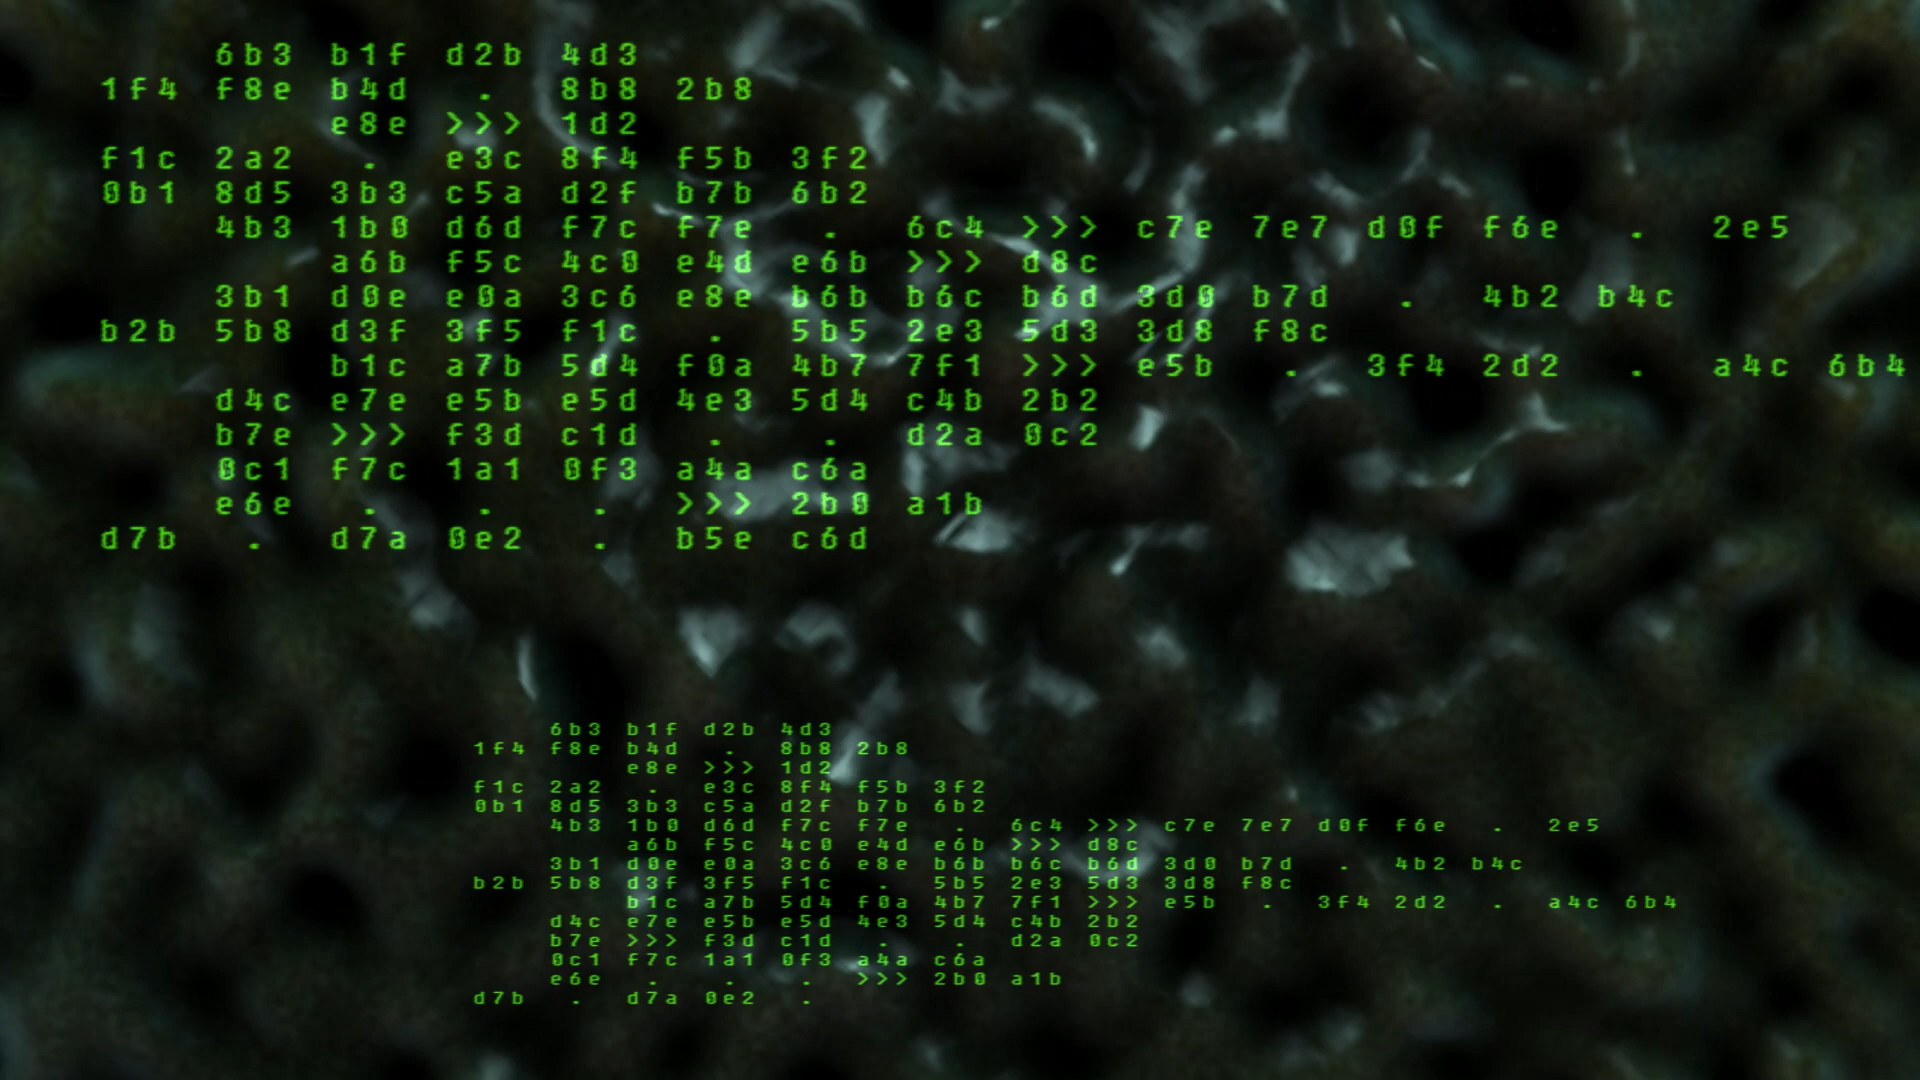 6b3 b1f d2b 4d3
1f4 f8e b4d . 8b8 2b8
e8e >>> 1d2
f1c 2a2 . e3c 8f4 f5b 3f2
0b1 8d5 3b3 c5a d2f b7b 6b2
4b3 1b0 d6d f7c f7e . 6c4 >>> c7e 7e7 d0f f6e . 2e5
a6b f5c 4c0 e4d e6b >>> d8c
3b1 d0e e0a 3c6 e8e b6b b6c b6d 3d0 b7d . 4b2 b4c
b2b 5b8 d3f 3f5 f1c . 5b5 2e3 5d3 3d8 f8c
b1c a7b 5d4 f0a 4b7 7f1 >>> e5b . 3f4 2d2 . a4c 6b4
d4c e7e e5b e5d 4e3 5d4 c4b 2b2
b7e >>> f3d c1d . . d2a 0c2
0c1 f7c 1a1 0f3 a4a c6a
e6e . . . >>> 2b0 a1b
d7b . d7a 0e2 . b5e c6d
6b3 b1f d2b 4d3
1f4 f8e b4d . 8b8 2b8
e8e >>> 1d2
f1c 2a2 . e3c 8f4 f5b 3f2
0b1 8d5 3b3 c5a d2f b7b 6b2
4b3 1b0 d6d f7c f7e . 6c4 >>> c7e 7e7 d0f f6e . 2e5
a6b f5c 4c0 e4d e6b >>> d8c
3b1 d0e e0a 3c6 e8e b6b b6c b6d 3d0 b7d . 4b2 b4c
b2b 5b8 d3f 3f5 f1c . 5b5 2e3 5d3 3d8 f8c
b1c a7b 5d4 f0a 4b7 7f1 >>> e5b . 3f4 2d2 . a4c 6b4
d4c e7e e5b e5d 4e3 5d4 c4b 2b2
b7e >>> f3d c1d . . d2a 0c2
0c1 f7c 1a1 0f3 a4a c6a
e6e . . . >>> 2b0 a1b
d7b . d7a 0e2 .